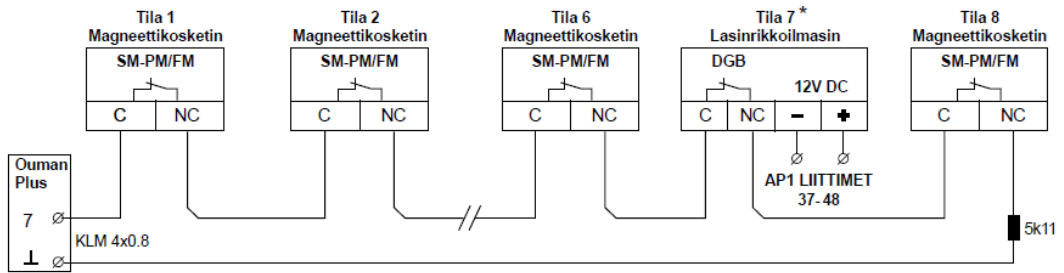 Tila 1
Magneettikosketin
Tila 2
Magneettikosketin
Tila 6
Magneettikosketin
Tila 7 *
Lasinrikkoilmasin
Tila 8
Magneettikosketin
SM-PM/FM
SM-PM/FM
SM-PM/FM
DGB
12V DC
SM-PM/FM
C NC
C NC
C NC
C NC – +
C NC
Ouman
Plus
AP1 LIITTIMET
37- 48
7
KLM 4x0.8
5k11